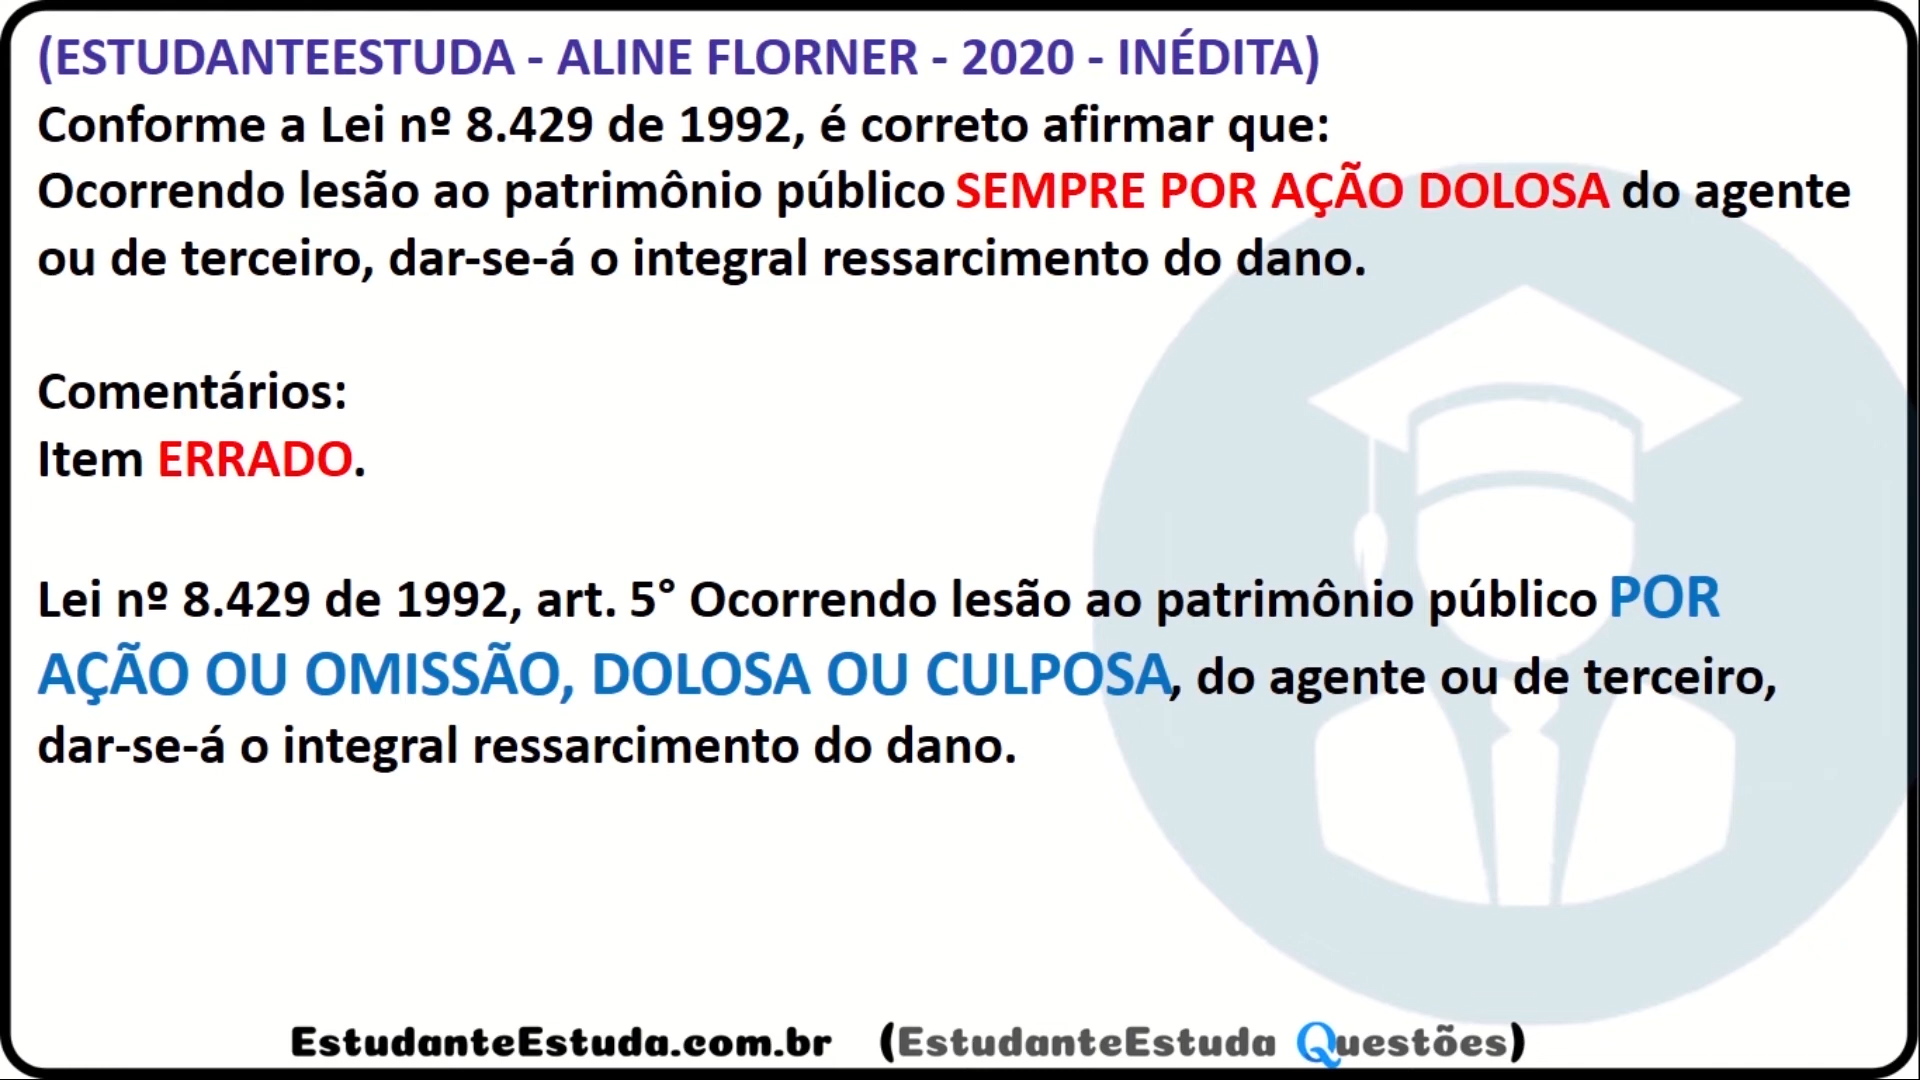 (ESTUDANTEESTUDA - ALINE FLORNER - 2020 - INÉDITA)
Conforme a Lei nº 8.429 de 1992, é correto afirmar que:
Ocorrendo lesão ao patrimônio público SEMPRE POR AÇÃO DOLOSA do agente
ou de terceiro, dar-se-á o integral ressarcimento do dano.
Comentários:
Item ERRADO.
Lei nº 8.429 de 1992, art. 5° Ocorrendo lesão ao patrimônio público POR
AÇÃO OU OMISSÃO, DOLOSA OU CULPOSA, do agente ou de terceiro,
dar-se-á o integral ressarcimento do dano.
EstudanteEstuda.com.br (EstudanteEstuda Questões)